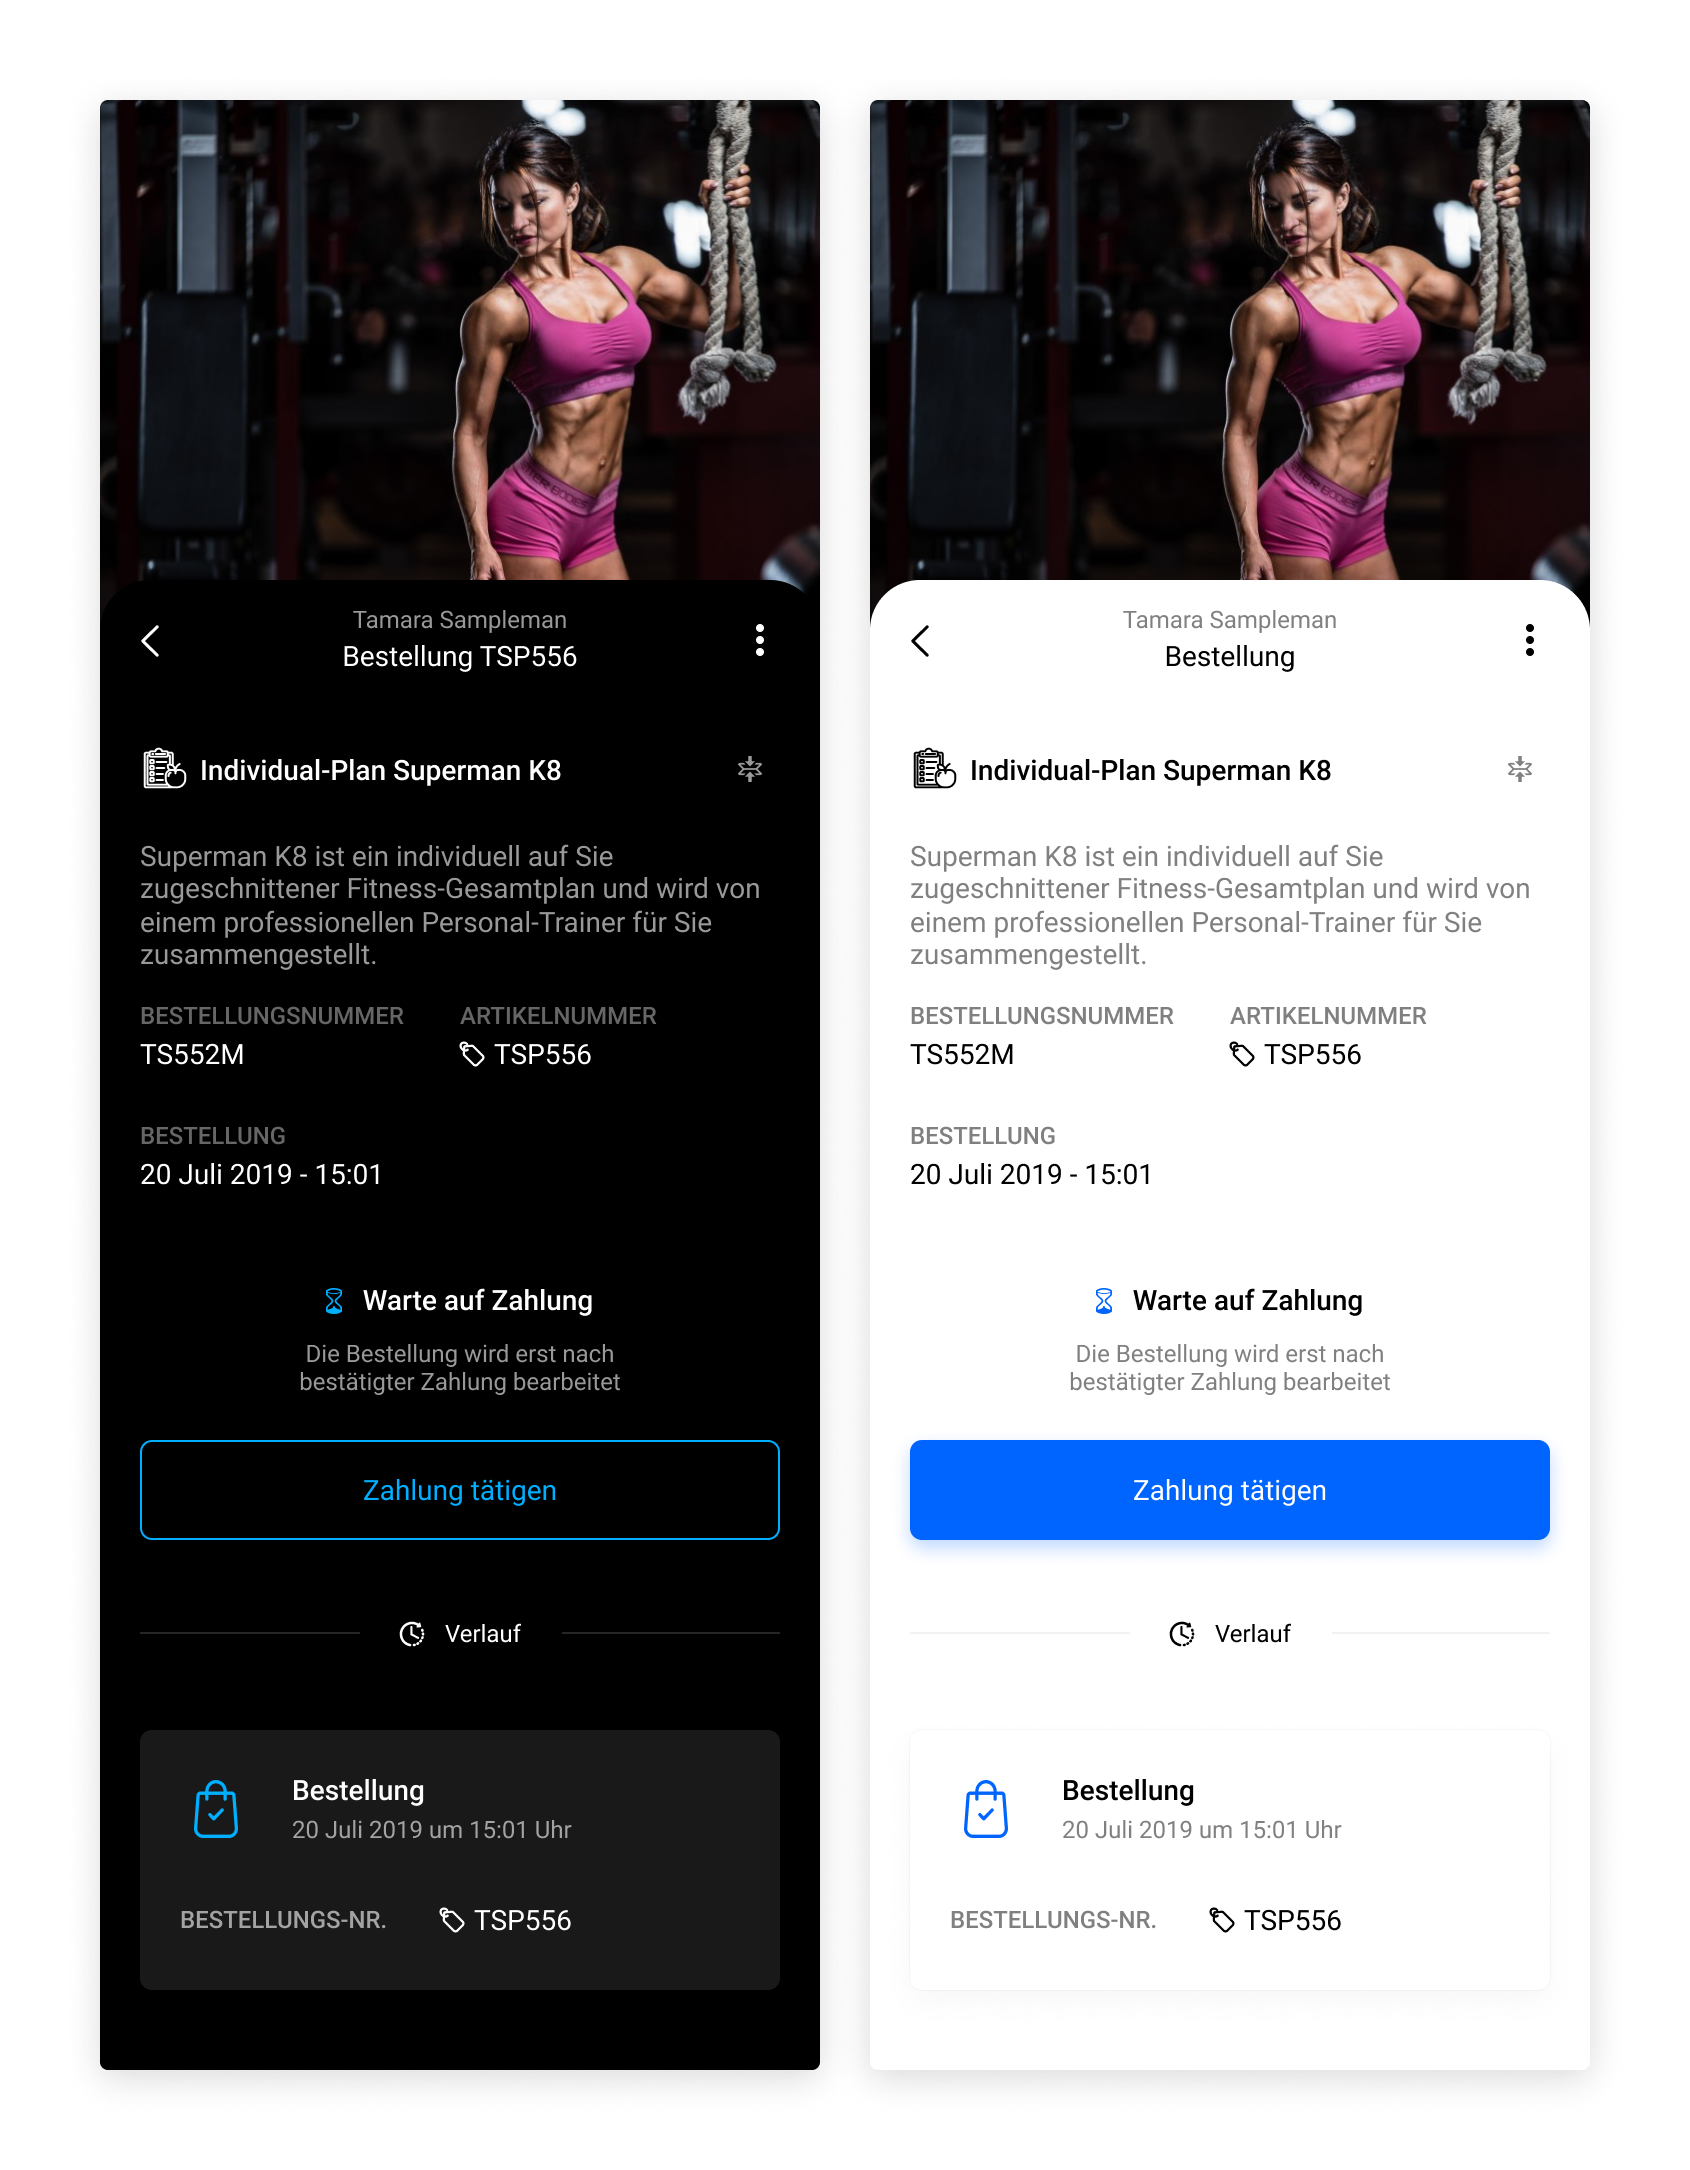 Tamara Sampleman
Bestellung TSP556
Individual-Plan Superman K8
Superman K8 ist ein individuell auf Sie
zugeschnittener Fitness-Gesamtplan und wird von
einem professionellen Personal-Trainer für Sie
zusammengestellt.
BESTELLUNGSNUMMER
TS552M
ARTIKELNUMMER
TSP556
BESTELLUNG
20 Juli 2019 - 15:01
Warte auf Zahlung
Die Bestellung wird erst nach
bestätigter Zahlung bearbeitet
Zahlung tätigen
Verlauf
Bestellung
20 Juli 2019 um 15:01 Uhr
BESTELLUNGS-NR. TSP556
Tamara Sampleman
Bestellung
Individual-Plan Superman K8
Superman K8 ist ein individuell auf Sie
zugeschnittener Fitness-Gesamtplan und wird von
einem professionellen Personal-Trainer für Sie
zusammengestellt.
BESTELLUNGSNUMMER
TS552M
ARTIKELNUMMER
TSP556
BESTELLUNG
20 Juli 2019 - 15:01
Warte auf Zahlung
Die Bestellung wird erst nach
bestätigter Zahlung bearbeitet
Zahlung tätigen
Verlauf
Bestellung
20 Juli 2019 um 15:01 Uhr
BESTELLUNGS-NR. TSP556